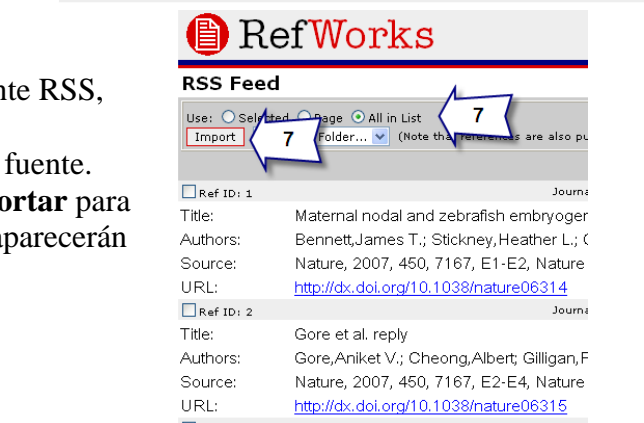 nte RSS,
fuente.
ortar para
aparecerán
RefWorks
RSS Feed
Use: Selected Page All in List
7
Import
7
Folder... (Note that references are also pu
Ref ID: 1 Journa
Title: Maternal nodal and zebrafish embryoger
Authors: Bennett,James T.; Stickney,Heather L.;
Source: Nature, 2007, 450, 7167, E1-E2, Nature
URL: http://dx.doi.org/10.1038/nature06314
Ref ID: 2 Journa
Title: Gore et al. reply
Authors: Gore,Aniket V.; Cheong,Albert; Gilligan,F
Source: Nature, 2007, 450, 7167, E2-E4, Nature
URL: http://dx.doi.org/10.1038/nature06315